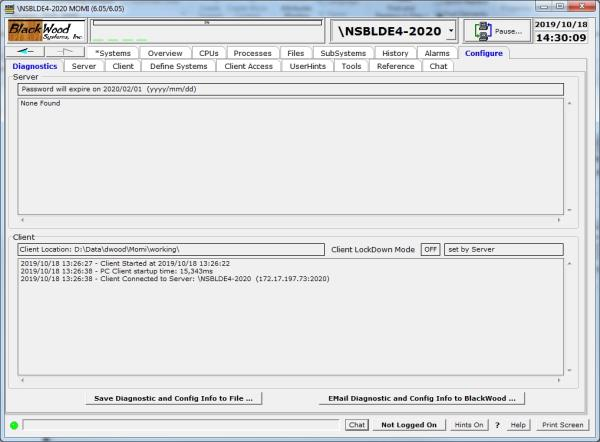 \NSBLDE4-2020 MOMI (6.05/6.05)
BlackWood Systems, Inc.
\NSBLDE4-2020
Pause...
2019/10/18
14:30:09
*Systems Overview CPUs Processes Files SubSystems History Alarms Configure
Diagnostics Server Client Define Systems Client Access UserHints Tools Reference Chat
Server
Password will expire on 2020/02/01 (yyyy/mm/dd)
None Found
Client
Client Location: D:\Data\dwood\Momi\working\ Client LockDown Mode OFF set by Server
2019/10/18 13:26:27 - Client Started at 2019/10/18 13:26:22
2019/10/18 13:26:38 - PC Client startup time: 15,343ms
2019/10/18 13:26:38 - Client Connected to Server: \NSBLDE4-2020 (172.17.197.73:2020)
Save Diagnostic and Config Info to File ... EMail Diagnostic and Config Info to BlackWood ...
Chat Not Logged On Hints On ? Help Print Screen